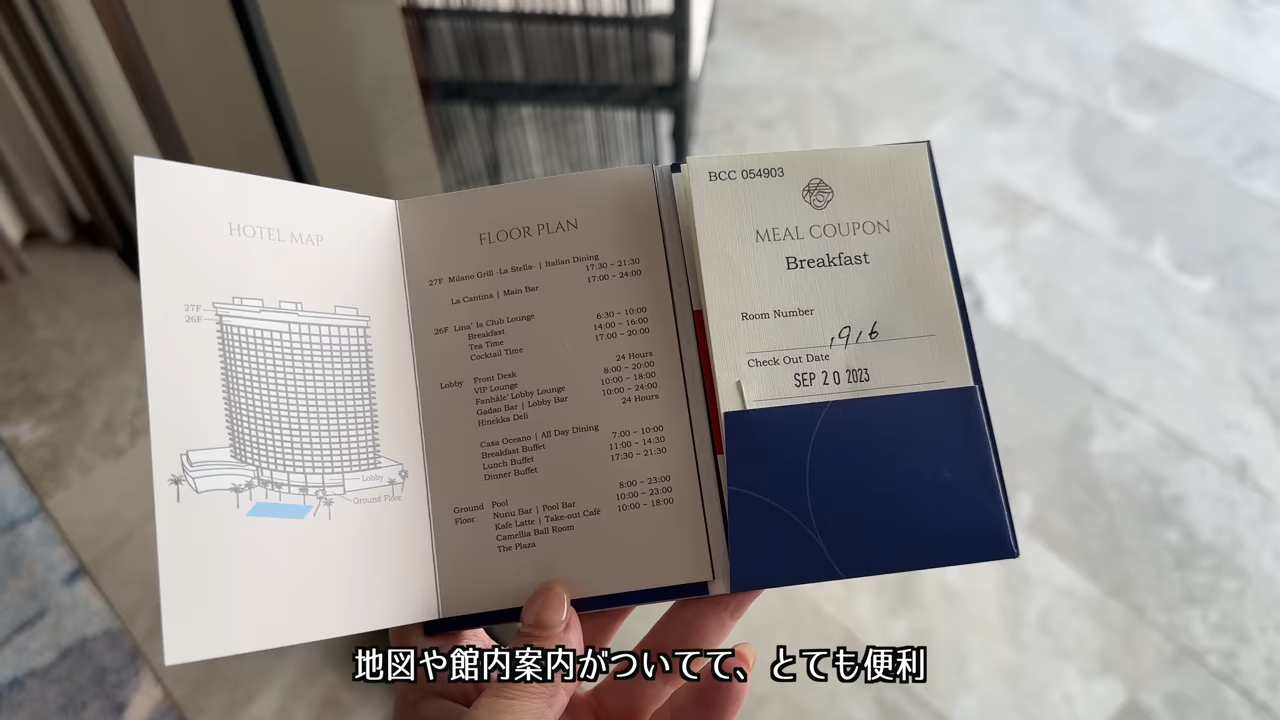 HOTEL MAP
27F
26F
Lobby
Ground Floor
FLOOR PLAN
27F Milano Grill -La Stella- | Italian Dining
17:30 - 21:30
La Cantina | Main Bar 17:00 - 24:00
26F Lina' la Club Lounge
Breakfast 6:30 - 10:00
Tea Time 14:00 - 16:00
Cocktail Time 17:00 - 20:00
Lobby Front Desk 24 Hours
VIP Lounge 8:00 - 20:00
Fanhåle' Lobby Lounge 10:00 - 18:00
Gadao Bar | Lobby Bar 10:00 - 24:00
Hinekka Deli 24 Hours
Casa Oceano | All Day Dining
Breakfast Buffet 7:00 - 10:00
Lunch Buffet 11:00 - 14:30
Dinner Buffet 17:30 - 21:30
Ground Floor Pool 8:00 - 23:00
Nunu Bar | Pool Bar 10:00 - 23:00
Kafe Latte | Take-out Café 10:00 - 18:00
Camellia Ball Room
The Plaza
BCC 054903
MEAL COUPON
Breakfast
Room Number
1916
Check Out Date
SEP 20 2023
地図や館内案内がついてて、とても便利